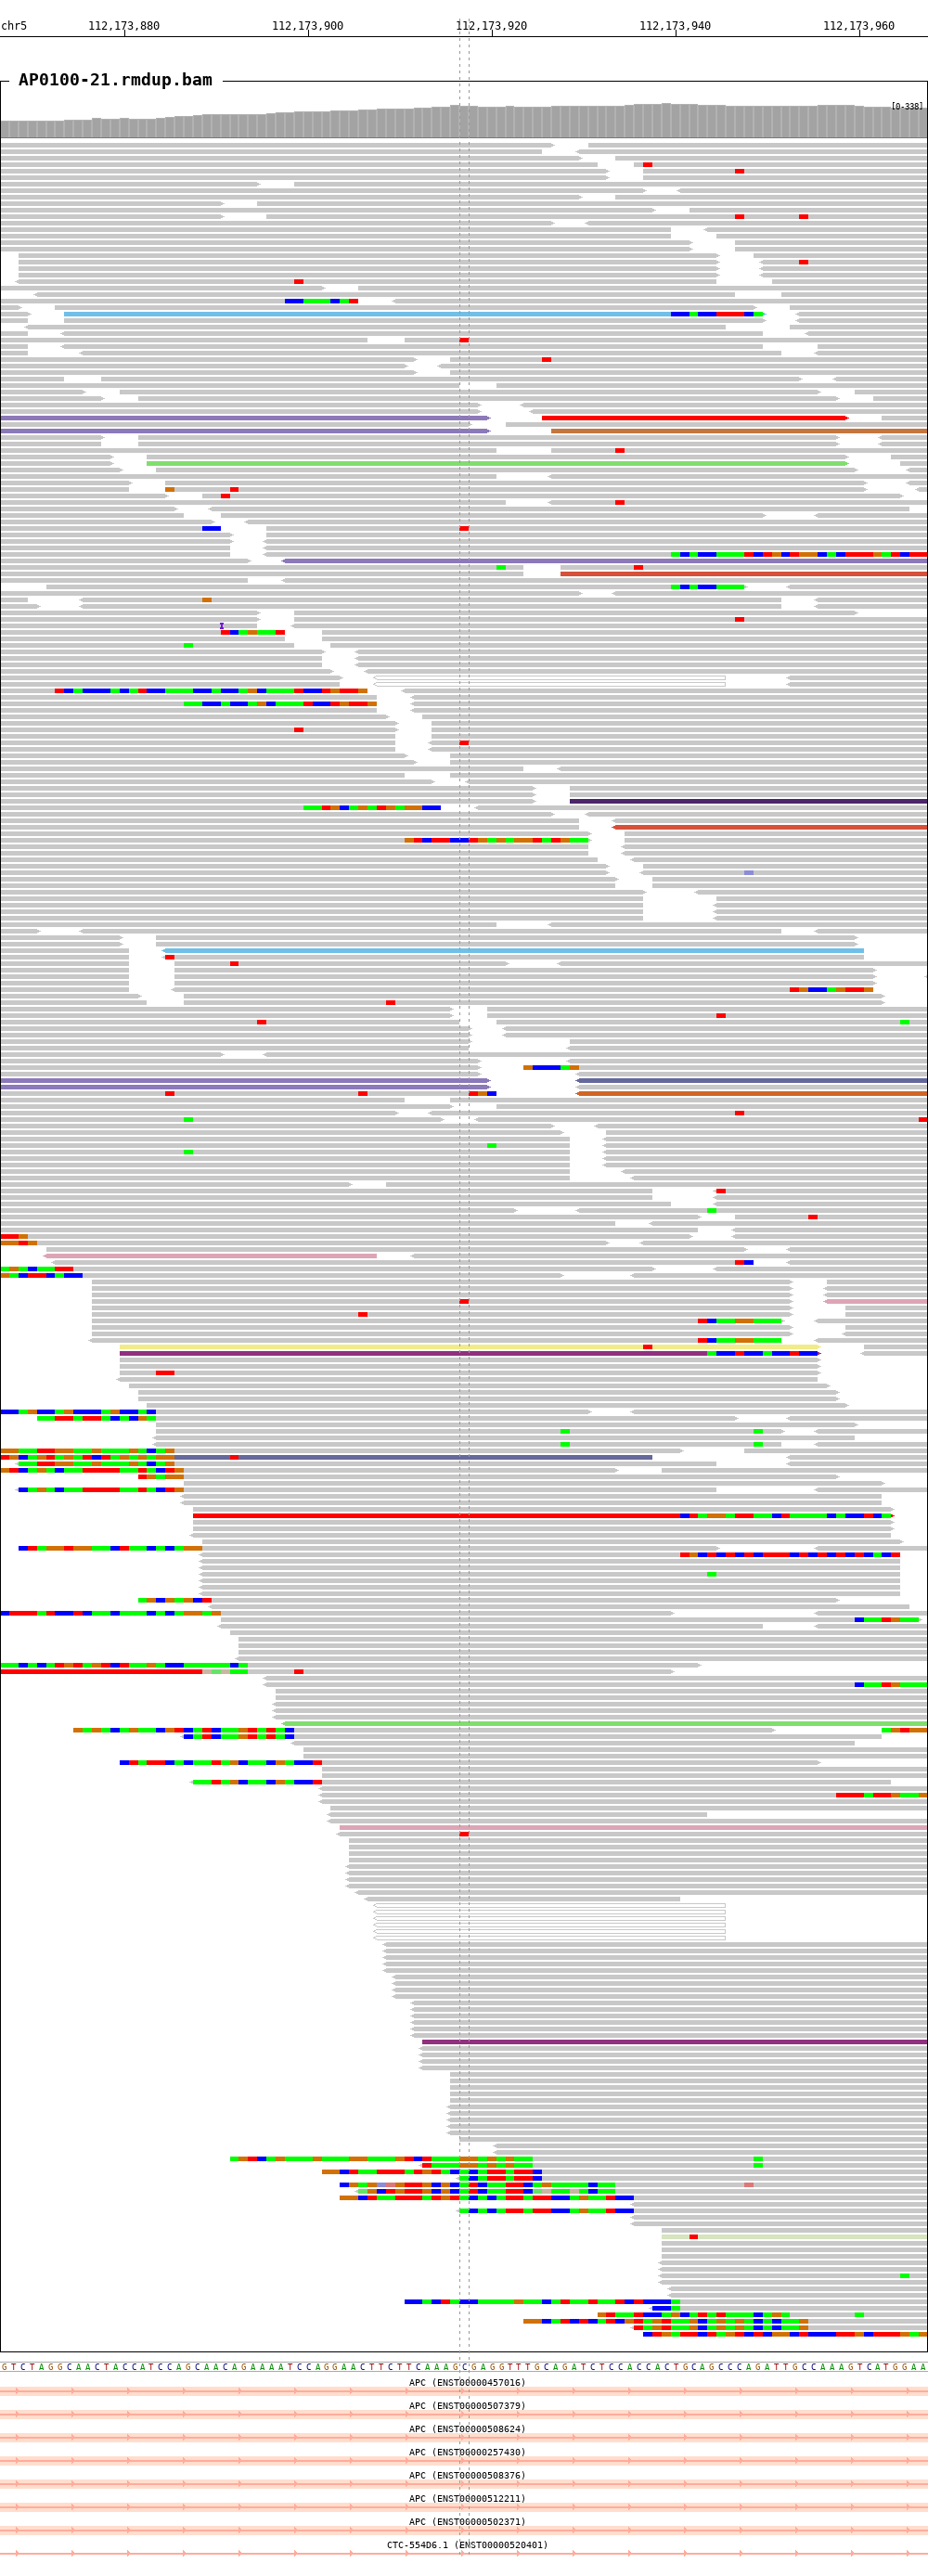 chr5 112,173,880 112,173,900 112,173,920 112,173,940 112,173,960
AP0100-21.rmdup.bam
[0-338]
I
GTCTAGGCAACTACCATCCAGCAACAGAAAATCCAGGAACTTCTTCAAAGCGAGGTTTGCAGATCTCCACCACTGCAGCCCAGATTGCCAAAGTCATGGAA
APC (ENST00000457016)
APC (ENST00000507379)
APC (ENST00000508624)
APC (ENST00000257430)
APC (ENST00000508376)
APC (ENST00000512211)
APC (ENST00000502371)
CTC-554D6.1 (ENST00000520401)